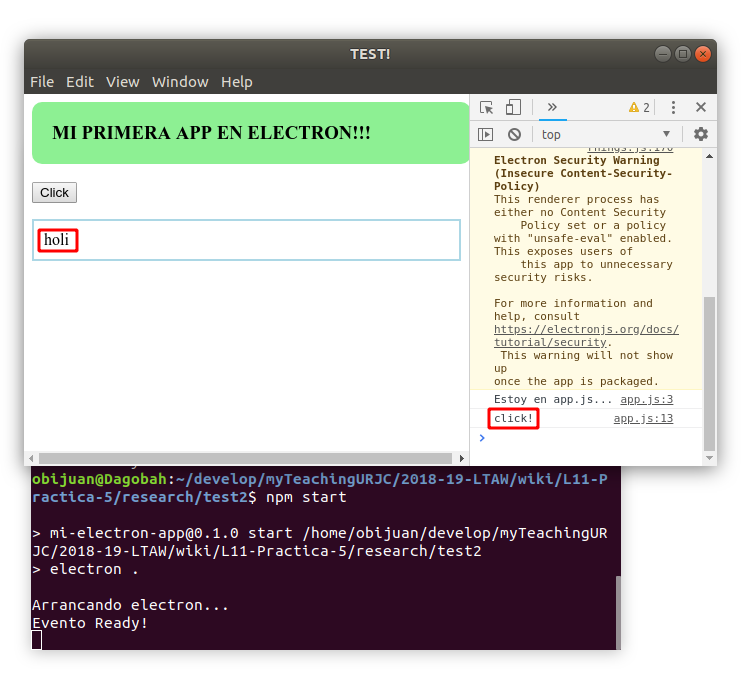 TEST!
File Edit View Window Help
MI PRIMERA APP EN ELECTRON!!!
Click
holi
2
top
Things.js:170
Electron Security Warning
(Insecure Content-Security-
Policy)
This renderer process has
either no Content Security
Policy set or a policy
with "unsafe-eval" enabled.
This exposes users of
this app to unnecessary
security risks.
For more information and
help, consult
https://electronjs.org/docs/
tutorial/security.
This warning will not show
up
once the app is packaged.
Estoy en app.js... app.js:3
click! app.js:13
obijuan@Dagobah:~/develop/myTeachingURJC/2018-19-LTAW/wiki/L11-P
ractica-5/research/test2$ npm start
> mi-electron-app@0.1.0 start /home/obijuan/develop/myTeachingUR
JC/2018-19-LTAW/wiki/L11-Practica-5/research/test2
> electron .
Arrancando electron...
Evento Ready!